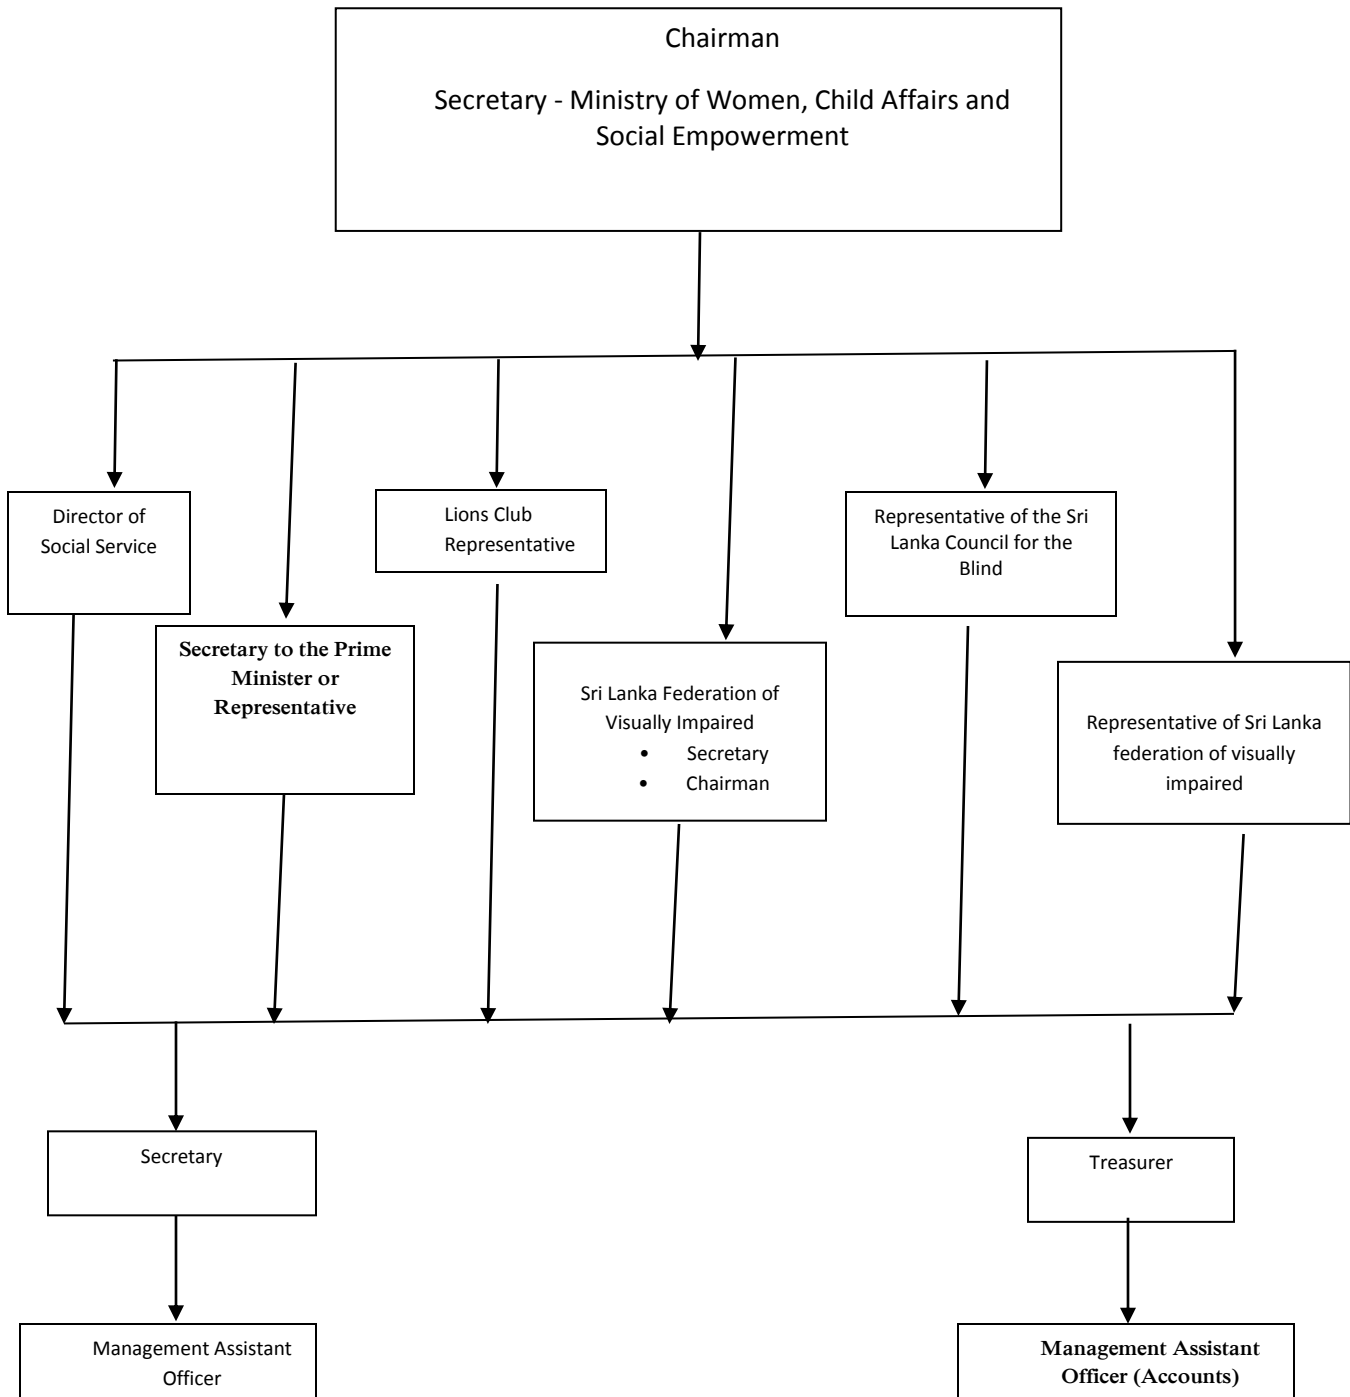 Chairman
Secretary - Ministry of Women, Child Affairs and
Social Empowerment
Director of
Social Service
Secretary to the Prime
Minister or
Representative
Lions Club
Representative
Sri Lanka Federation of
Visually Impaired
• Secretary
• Chairman
Representative of the Sri
Lanka Council for the
Blind
Representative of Sri Lanka
federation of visually
impaired
Secretary
Treasurer
Management Assistant
Officer
Management Assistant
Officer (Accounts)